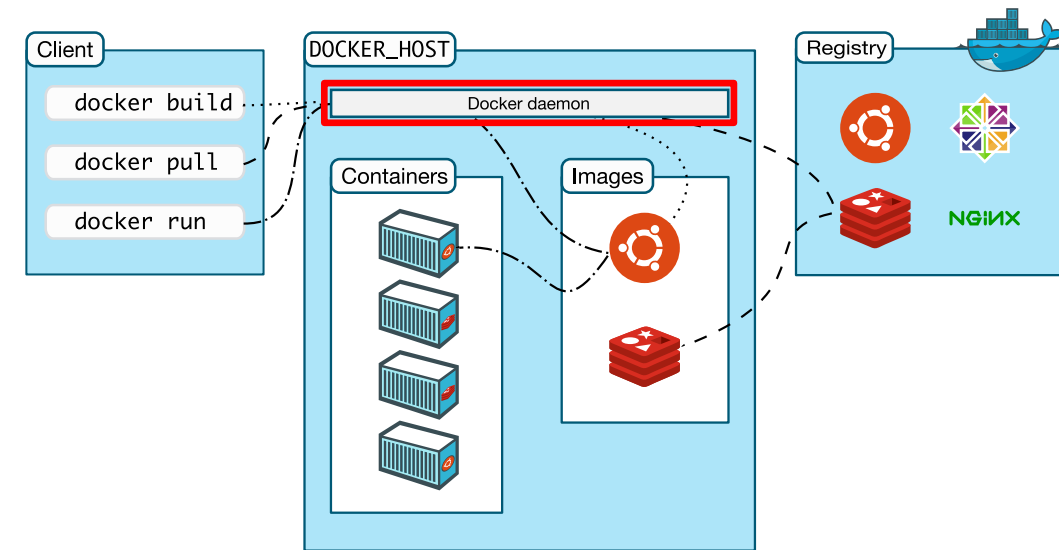 Client
docker build
docker pull
docker run
DOCKER_HOST
Docker daemon
Containers
Images
Registry
NGINX